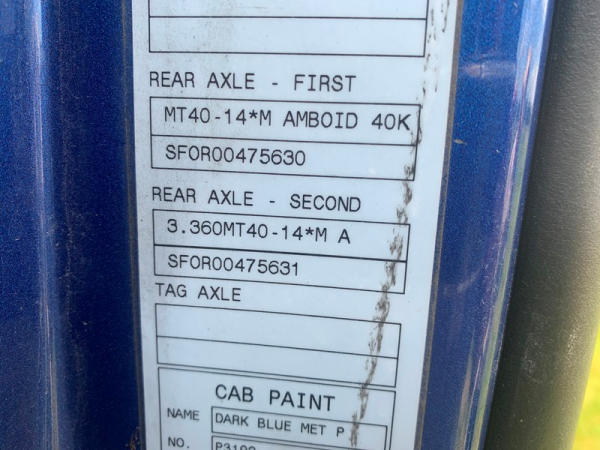 REAR AXLE - FIRST
MT40-14*M AMBOID 40K
SFOR00475630
REAR AXLE - SECOND
3.360MT40-14*M A
SFOR00475631
TAG AXLE
CAB PAINT
NAME DARK BLUE MET P
NO.